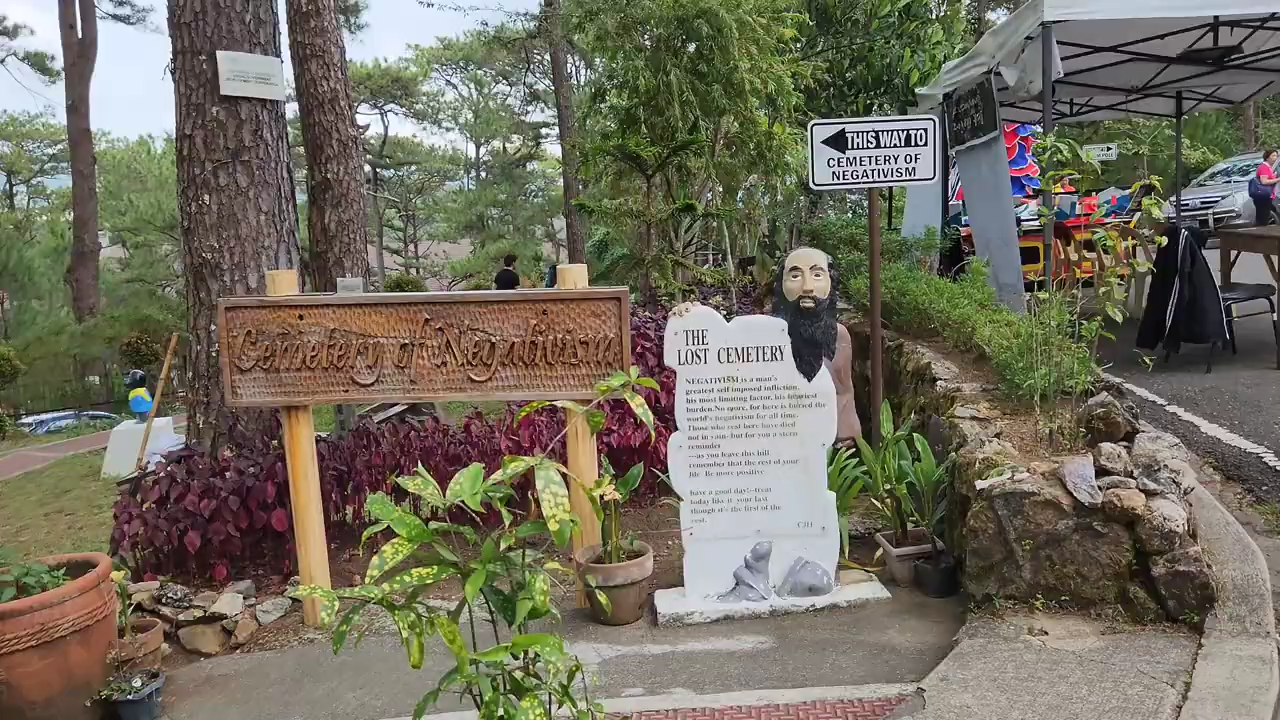 Cemetery of Negativism
THIS WAY TO
CEMETERY OF
NEGATIVISM
THE
LOST CEMETERY
NEGATIVISM is a man's
greatest self imposed infliction,
his most limiting factor, his heaviest
burden. No more, for here is buried the
world's negativism for all time.
Those who rest here have died
not in vain- but for you a stern
reminder
---as you leave this hill
remember that the rest of your
life. Be more positive
have a good day!--treat
today like it your last
though it's the first of the
rest.
CJH